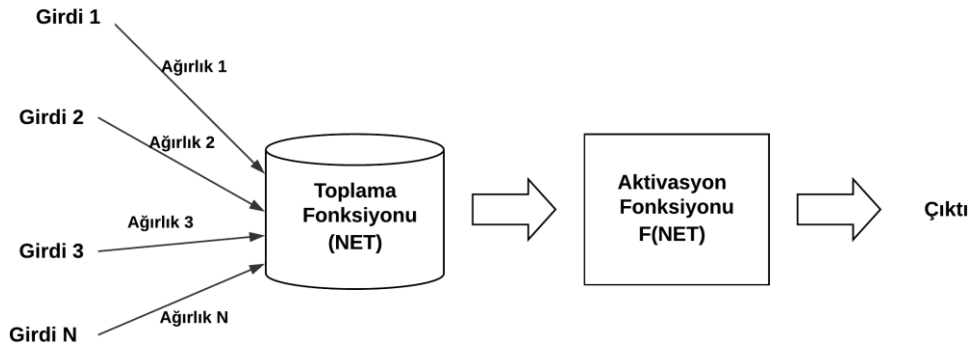 Girdi 1
Ağırlık 1
Girdi 2
Ağırlık 2
Girdi 3
Ağırlık 3
Girdi N
Ağırlık N
Toplama
Fonksiyonu
(NET)
Aktivasyon
Fonksiyonu
F(NET)
Çıktı